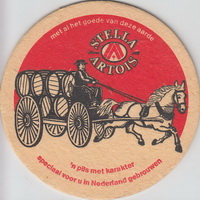 met al het goede van deze aarde
STELLA
ARTOIS
'n pils met karakter
speciaal voor u in Nederland gebrouwen